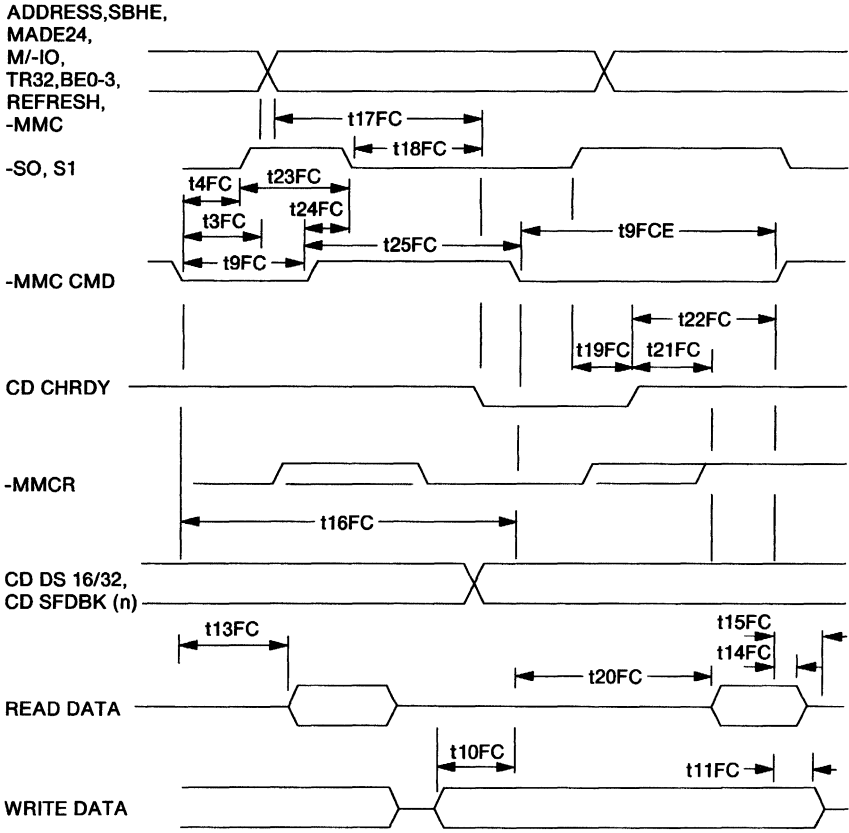 ADDRESS,SBHE,
MADE24,
M/-IO,
TR32,BE0-3,
REFRESH,
-MMC
t17FC
t18FC
-SO, S1
t4FC
t23FC
t3FC
t24FC
t9FC
t25FC
t9FCE
-MMC CMD
t22FC
t19FC
t21FC
CD CHRDY
-MMCR
t16FC
CD DS 16/32,
CD SFDBK (n)
t13FC
t15FC
t14FC
t20FC
READ DATA
t10FC
t11FC
WRITE DATA